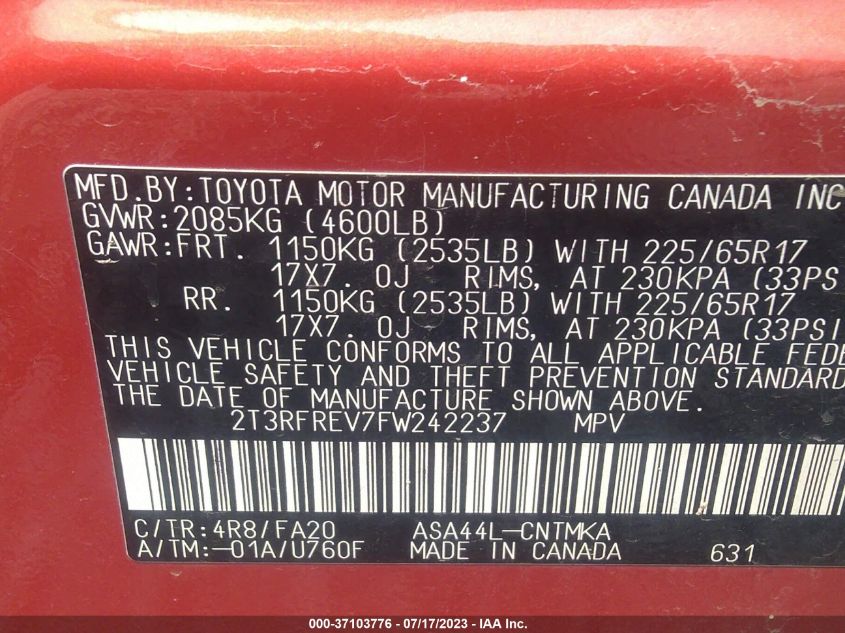 MFD.BY:TOYOTA MOTOR MANUFACTURING CANADA INC
GVWR:2085KG (4600LB)
GAWR:FRT. 1150KG (2535LB) WITH 225/65R17
17X7.0J RIMS, AT 230KPA (33PS
RR. 1150KG (2535LB) WITH 225/65R17
17X7.0J RIMS, AT 230KPA (33PSI
THIS VEHICLE CONFORMS TO ALL APPLICABLE FEDE
VEHICLE SAFETY AND THEFT PREVENTION STANDARD
THE DATE OF MANUFACTURE SHOWN ABOVE.
2T3RFREV7FW242237 MPV
C/TR:4R8/FA20 ASA44L-CNTMKA
A/TM:-01A/U760F MADE IN CANADA 631
000-37103776 - 07/17/2023 - IAA Inc.